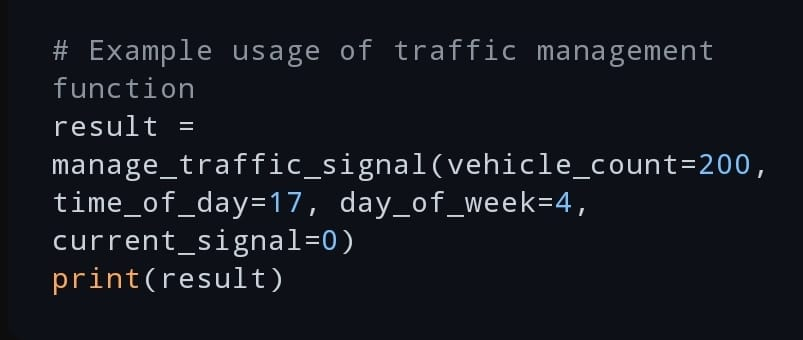 # Example usage of traffic management
function
result =
manage_traffic_signal(vehicle_count=200,
time_of_day=17, day_of_week=4,
current_signal=0)
print(result)